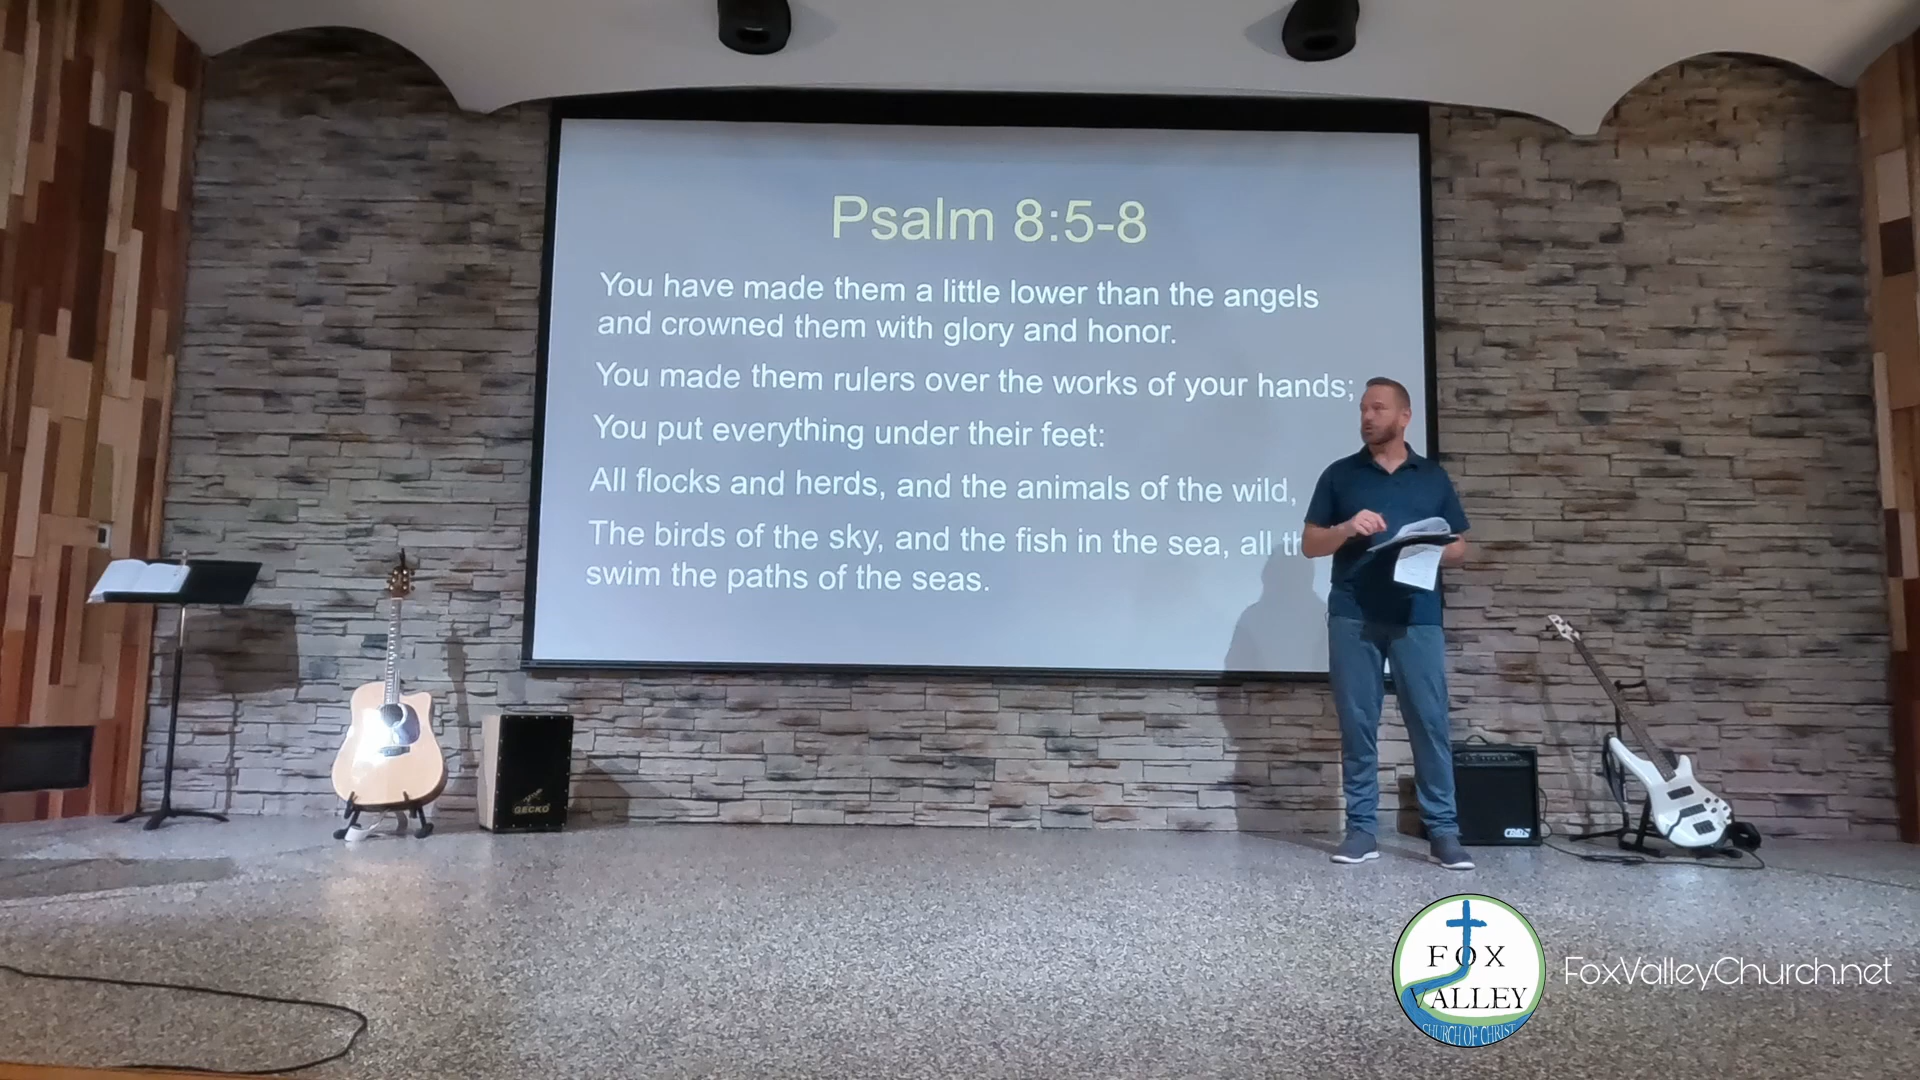 Psalm 8:5-8
You have made them a little lower than the angels
and crowned them with glory and honor.
You made them rulers over the works of your hands;
You put everything under their feet:
All flocks and herds, and the animals of the wild,
The birds of the sky, and the fish in the sea, all
swim the paths of the seas.
GECKO
FOX
VALLEY
CHURCH OF CHRIST
FoxValleyChurch.net